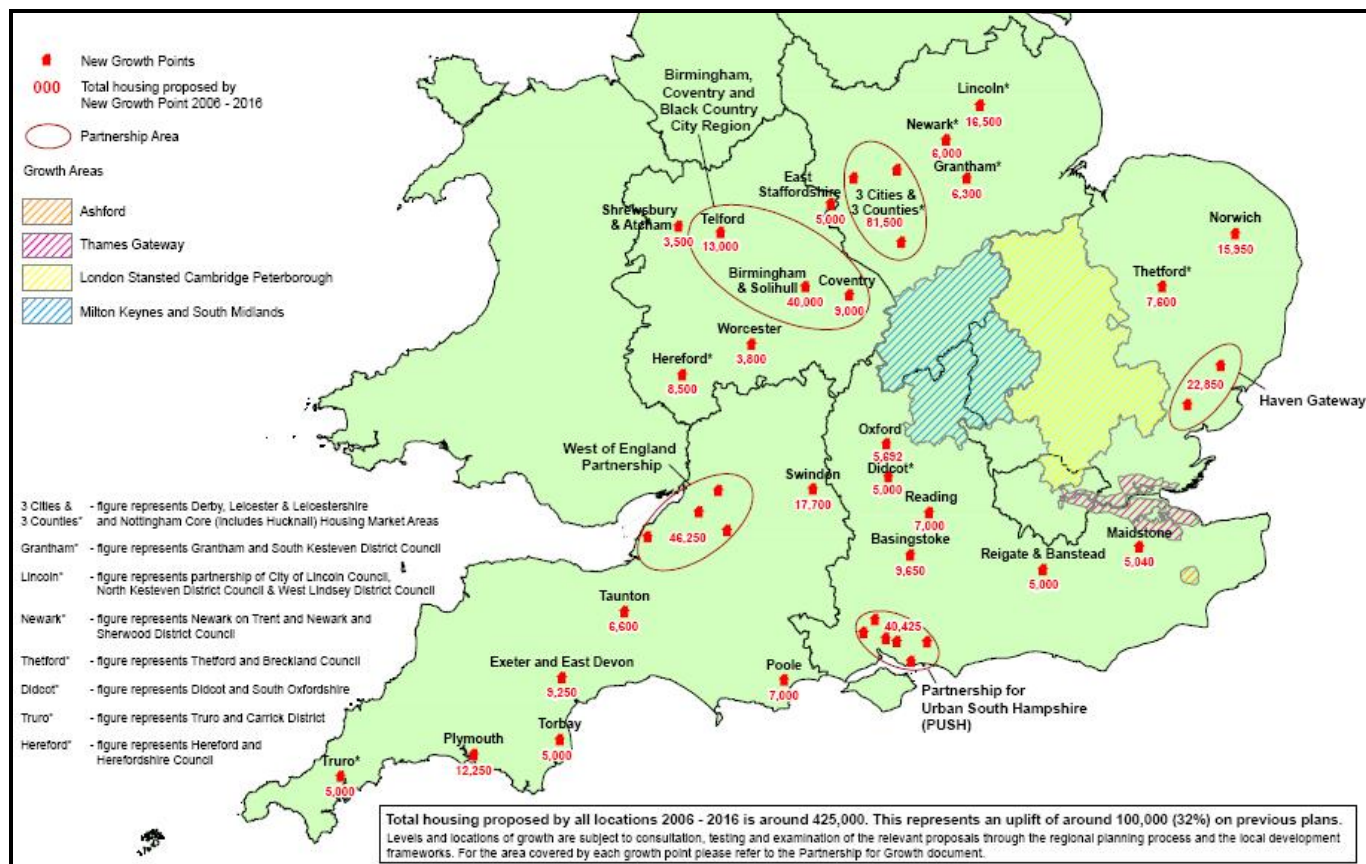 New Growth Points
000 Total housing proposed by
New Growth Point 2006 - 2016
Partnership Area
Growth Areas
Ashford
Thames Gateway
London Stansted Cambridge Peterborough
Milton Keynes and South Midlands
Birmingham,
Coventry and
Black Country
City Region
Lincoln*
16,500
Newark*
6,000
Grantham*
6,300
East
Staffordshire
5,000
3 Cities &
3 Counties*
81,500
Shrewsbury
& Atcham
3,500
Telford
13,000
Birmingham
& Solihull
40,000
Coventry
9,000
Norwich
15,950
Thetford*
7,600
Worcester
3,800
Hereford*
8,500
22,850
Haven Gateway
West of England
Partnership
46,250
Swindon
17,700
Oxford
5,692
Didcot*
5,000
Reading
7,000
Basingstoke
9,650
Reigate & Banstead
5,000
Maidstone
5,040
Taunton
6,600
40,425
Partnership for
Urban South Hampshire
(PUSH)
Exeter and East Devon
9,250
Poole
7,000
Torbay
5,000
Plymouth
12,250
Truro*
5,000
3 Cities & - figure represents Derby, Leicester & Leicestershire
3 Counties* and Nottingham Core (Includes Hucknall) Housing Market Areas
Grantham* - figure represents Grantham and South Kesteven District Council
Lincoln* - figure represents partnership of City of Lincoln Council,
North Kesteven District Council & West Lindsey District Council
Newark* - figure represents Newark on Trent and Newark and
Sherwood District Council
Thetford* - figure represents Thetford and Breckland Council
Didcot* - figure represents Didcot and South Oxfordshire
Truro* - figure represents Truro and Carrick District
Hereford* - figure represents Hereford and
Herefordshire Council
Total housing proposed by all locations 2006 - 2016 is around 425,000. This represents an uplift of around 100,000 (32%) on previous plans.
Levels and locations of growth are subject to consultation, testing and examination of the relevant proposals through the regional planning process and the local development
frameworks. For the area covered by each growth point please refer to the Partnership for Growth document.